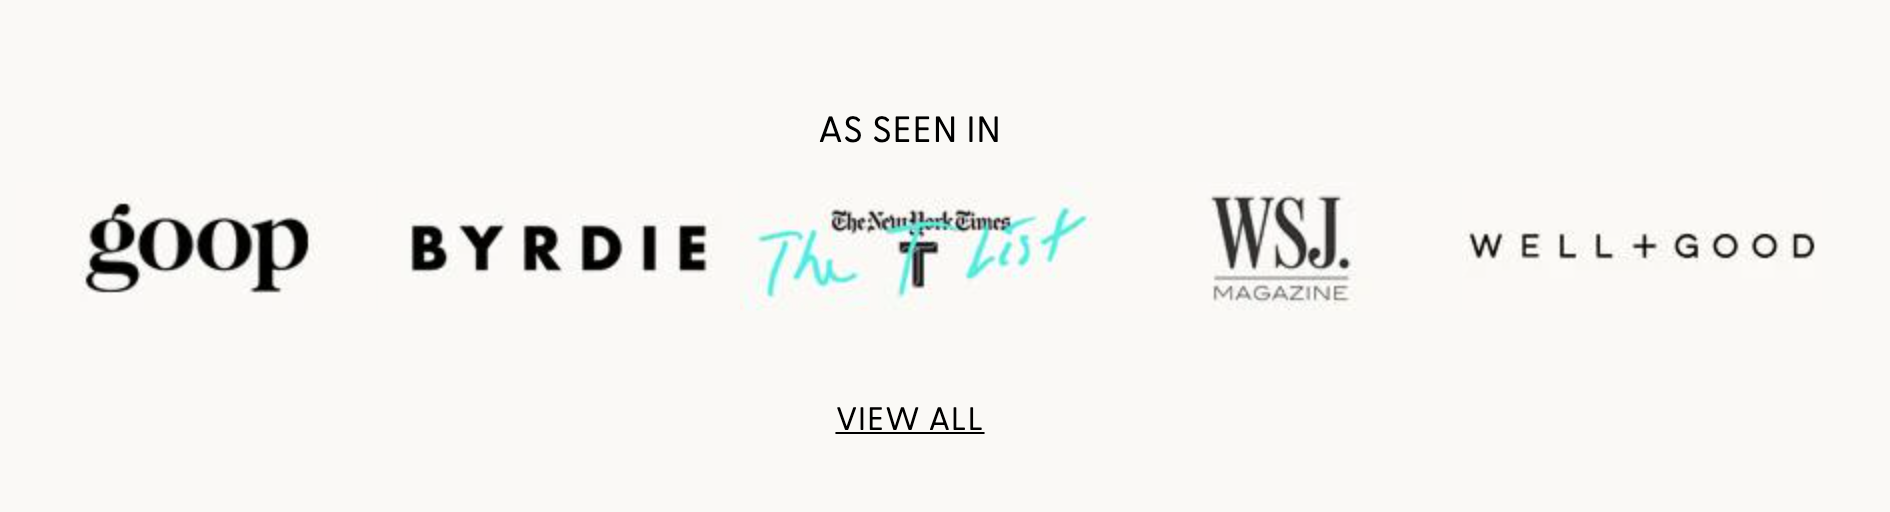 AS SEEN IN
goop
BYRDIE
The New York Times
T
The T List
WSJ.
MAGAZINE
WELL+GOOD
VIEW ALL